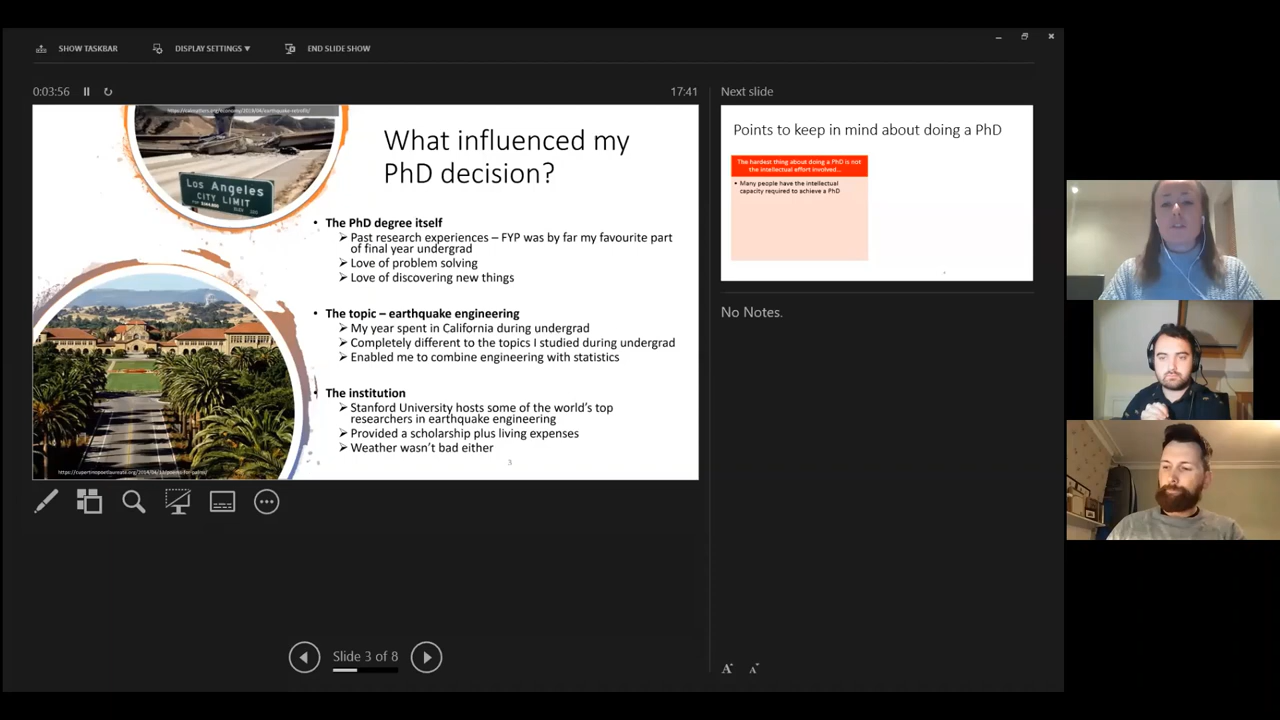 SHOW TASKBAR
DISPLAY SETTINGS ▼
END SLIDE SHOW
0:03:56
17:41
What influenced my
PhD decision?
Los Angeles
CITY LIMIT
• The PhD degree itself
➢ Past research experiences – FYP was by far my favourite part
of final year undergrad
➢ Love of problem solving
➢ Love of discovering new things
• The topic – earthquake engineering
➢ My year spent in California during undergrad
➢ Completely different to the topics I studied during undergrad
➢ Enabled me to combine engineering with statistics
• The institution
➢ Stanford University hosts some of the world's top
researchers in earthquake engineering
➢ Provided a scholarship plus living expenses
➢ Weather wasn't bad either
3
Next slide
Points to keep in mind about doing a PhD
The hardest thing about doing a PhD is not
the intellectual effort involved...
• Many people have the intellectual
capacity required to achieve a PhD
No Notes.
Slide 3 of 8
A A